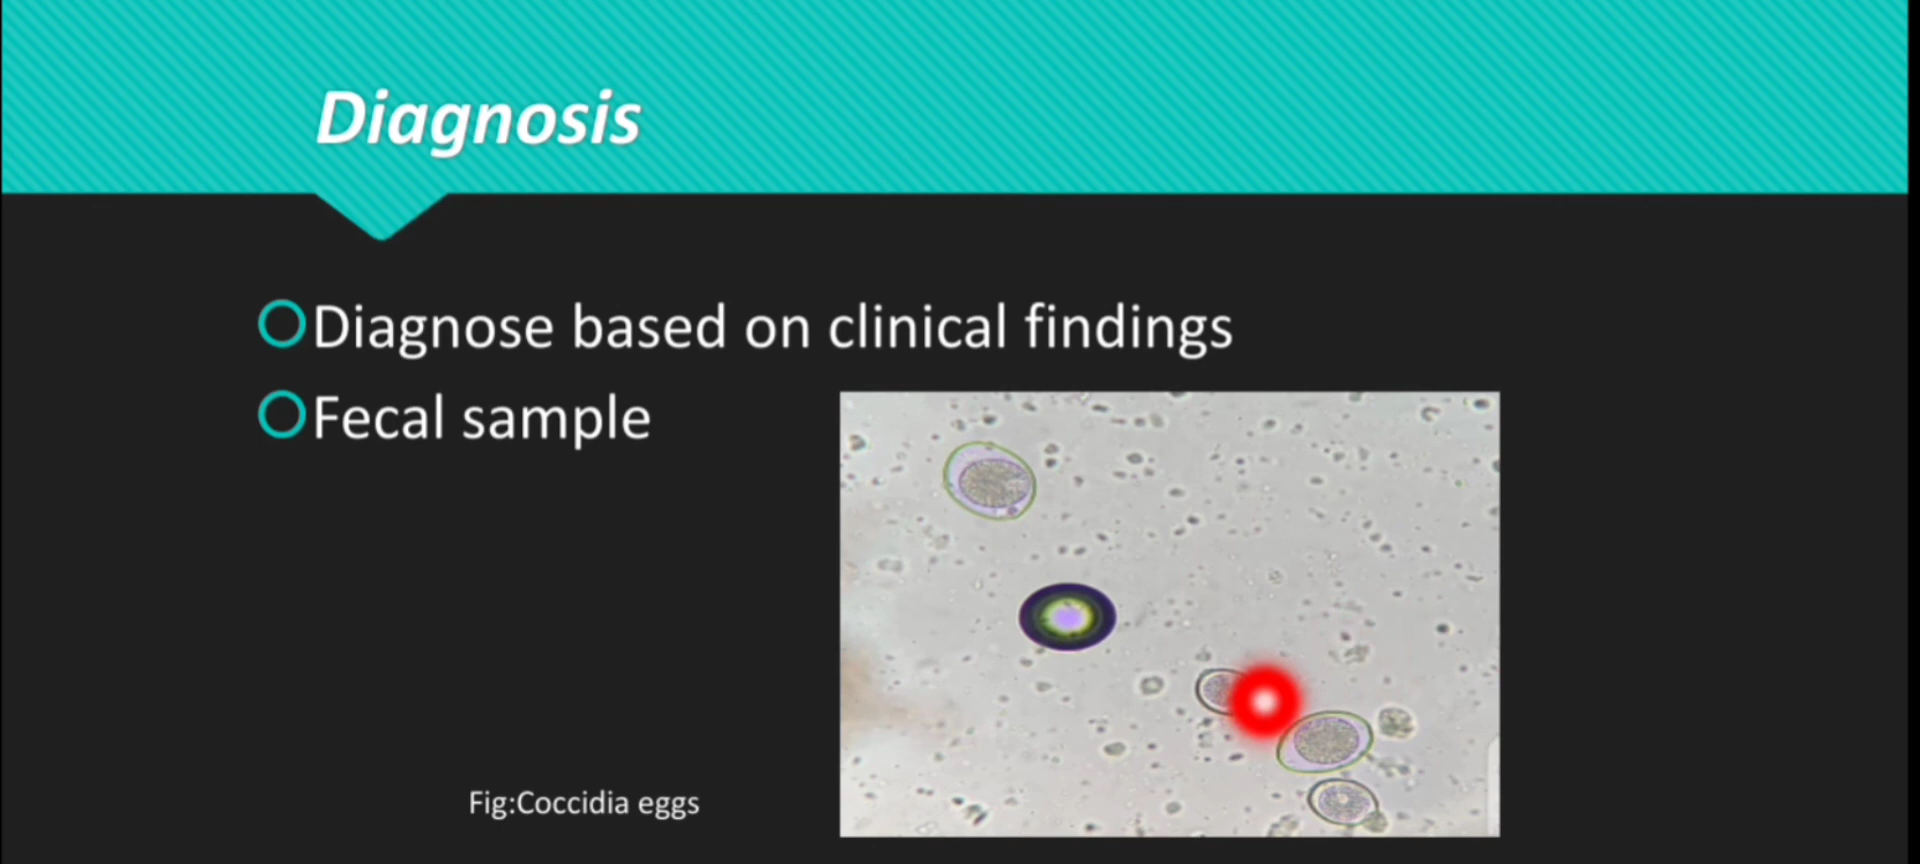 Diagnosis
Diagnose based on clinical findings
Fecal sample
Fig:Coccidia eggs